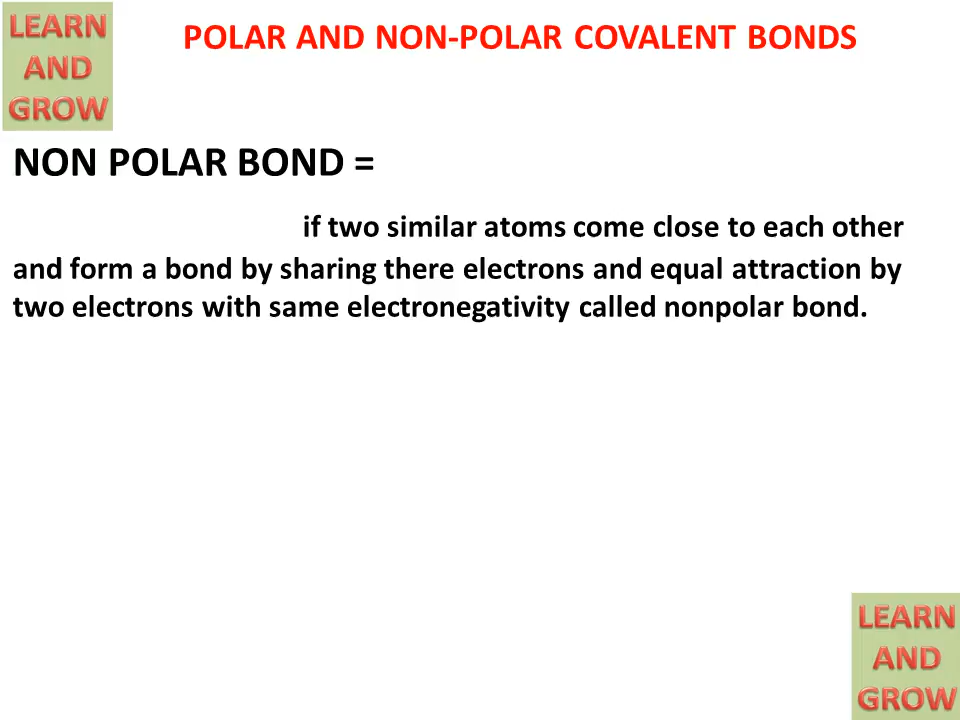 LEARN
AND
GROW
POLAR AND NON-POLAR COVALENT BONDS
NON POLAR BOND =
if two similar atoms come close to each other
and form a bond by sharing there electrons and equal attraction by
two electrons with same electronegativity called nonpolar bond.
LEARN
AND
GROW